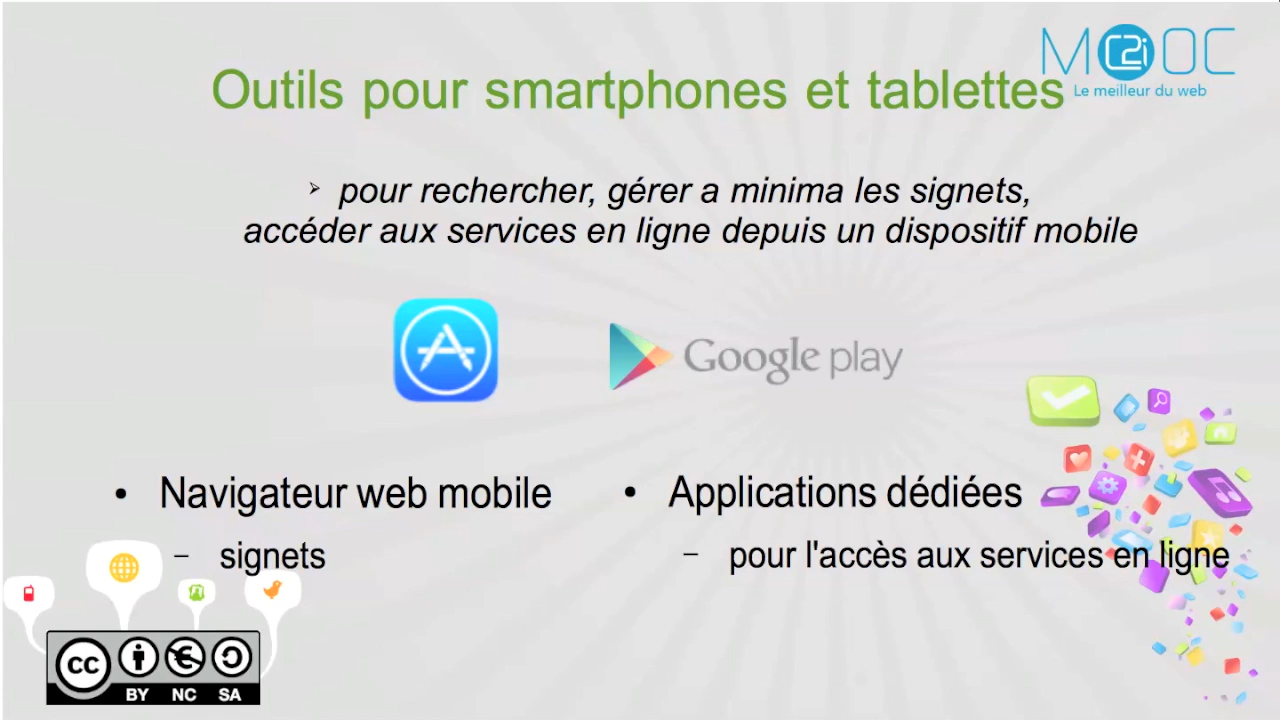 MC2iOC
Le meilleur du web
Outils pour smartphones et tablettes
➢ pour rechercher, gérer a minima les signets,
accéder aux services en ligne depuis un dispositif mobile
Google play
• Navigateur web mobile
– signets
• Applications dédiées
– pour l'accès aux services en ligne
cc
BY NC SA